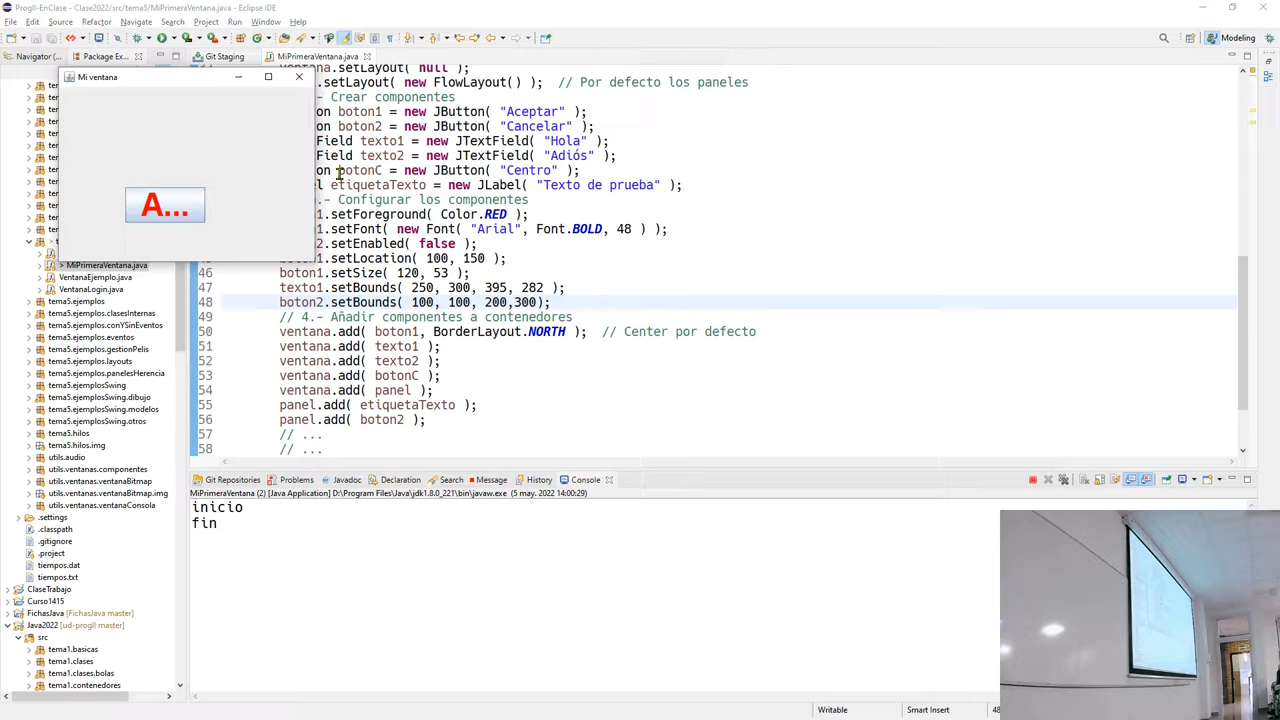 ProgII-EnClase - Clase2022/src/tema5/MiPrimeraVentana.java - Eclipse IDE
File Edit Source Refactor Navigate Search Project Run Window Help
Modeling
Navigator ( Package Ex... Git Staging MiPrimeraVentana.java
Mi ventana
A...
ventana.setLayout( null );
.setLayout( new FlowLayout() ); // Por defecto los paneles
- Crear componentes
on boton1 = new JButton( "Aceptar" );
on boton2 = new JButton( "Cancelar" );
Field texto1 = new JTextField( "Hola" );
Field texto2 = new JTextField( "Adiós" );
on botonC = new JButton( "Centro" );
l etiquetaTexto = new JLabel( "Texto de prueba" );
.- Configurar los componentes
1.setForeground( Color.RED );
1.setFont( new Font( "Arial", Font.BOLD, 48 ) );
2.setEnabled( false );
boton1.setLocation( 100, 150 );
46 boton1.setSize( 120, 53 );
47 texto1.setBounds( 250, 300, 395, 282 );
48 boton2.setBounds( 100, 100, 200,300);
49 // 4.- Añadir componentes a contenedores
50 ventana.add( boton1, BorderLayout.NORTH ); // Center por defecto
51 ventana.add( texto1 );
52 ventana.add( texto2 );
53 ventana.add( botonC );
54 ventana.add( panel );
55 panel.add( etiquetaTexto );
56 panel.add( boton2 );
57 // ...
58 // ...
> MiPrimeraVentana.java
VentanaEjemplo.java
VentanaLogin.java
tema5.ejemplos
tema5.ejemplos.clasesInternas
tema5.ejemplos.conYSinEventos
tema5.ejemplos.eventos
tema5.ejemplos.gestionPelis
tema5.ejemplos.layouts
tema5.ejemplos.panelesHerencia
tema5.ejemplosSwing
tema5.ejemplosSwing.dibujo
tema5.ejemplosSwing.modelos
tema5.ejemplosSwing.otros
tema5.hilos
tema5.hilos.img
utils.audio
utils.ventanas.componentes
utils.ventanas.ventanaBitmap
utils.ventanas.ventanaBitmap.img
utils.ventanas.ventanaConsola
.settings
.classpath
.gitignore
.project
tiempos.dat
tiempos.txt
ClaseTrabajo
Curso1415
FichasJava [FichasJava master]
Java2022 [ud-progII master]
src
tema1.basicas
tema1.clases
tema1.clases.bolas
tema1.contenedores
Git Repositories Problems Javadoc Declaration Search Message History Console
MiPrimeraVentana (2) [Java Application] D:\Program Files\Java\jdk1.8.0_221\bin\javaw.exe (5 may. 2022 14:00:29)
inicio
fin
Writable Smart Insert 48